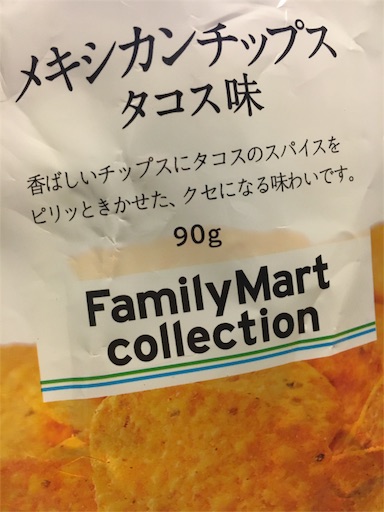 メキシカンチップス
タコス味
香ばしいチップスにタコスのスパイスを
ピリッときかせた、クセになる味わいです。
90g
FamilyMart
collection